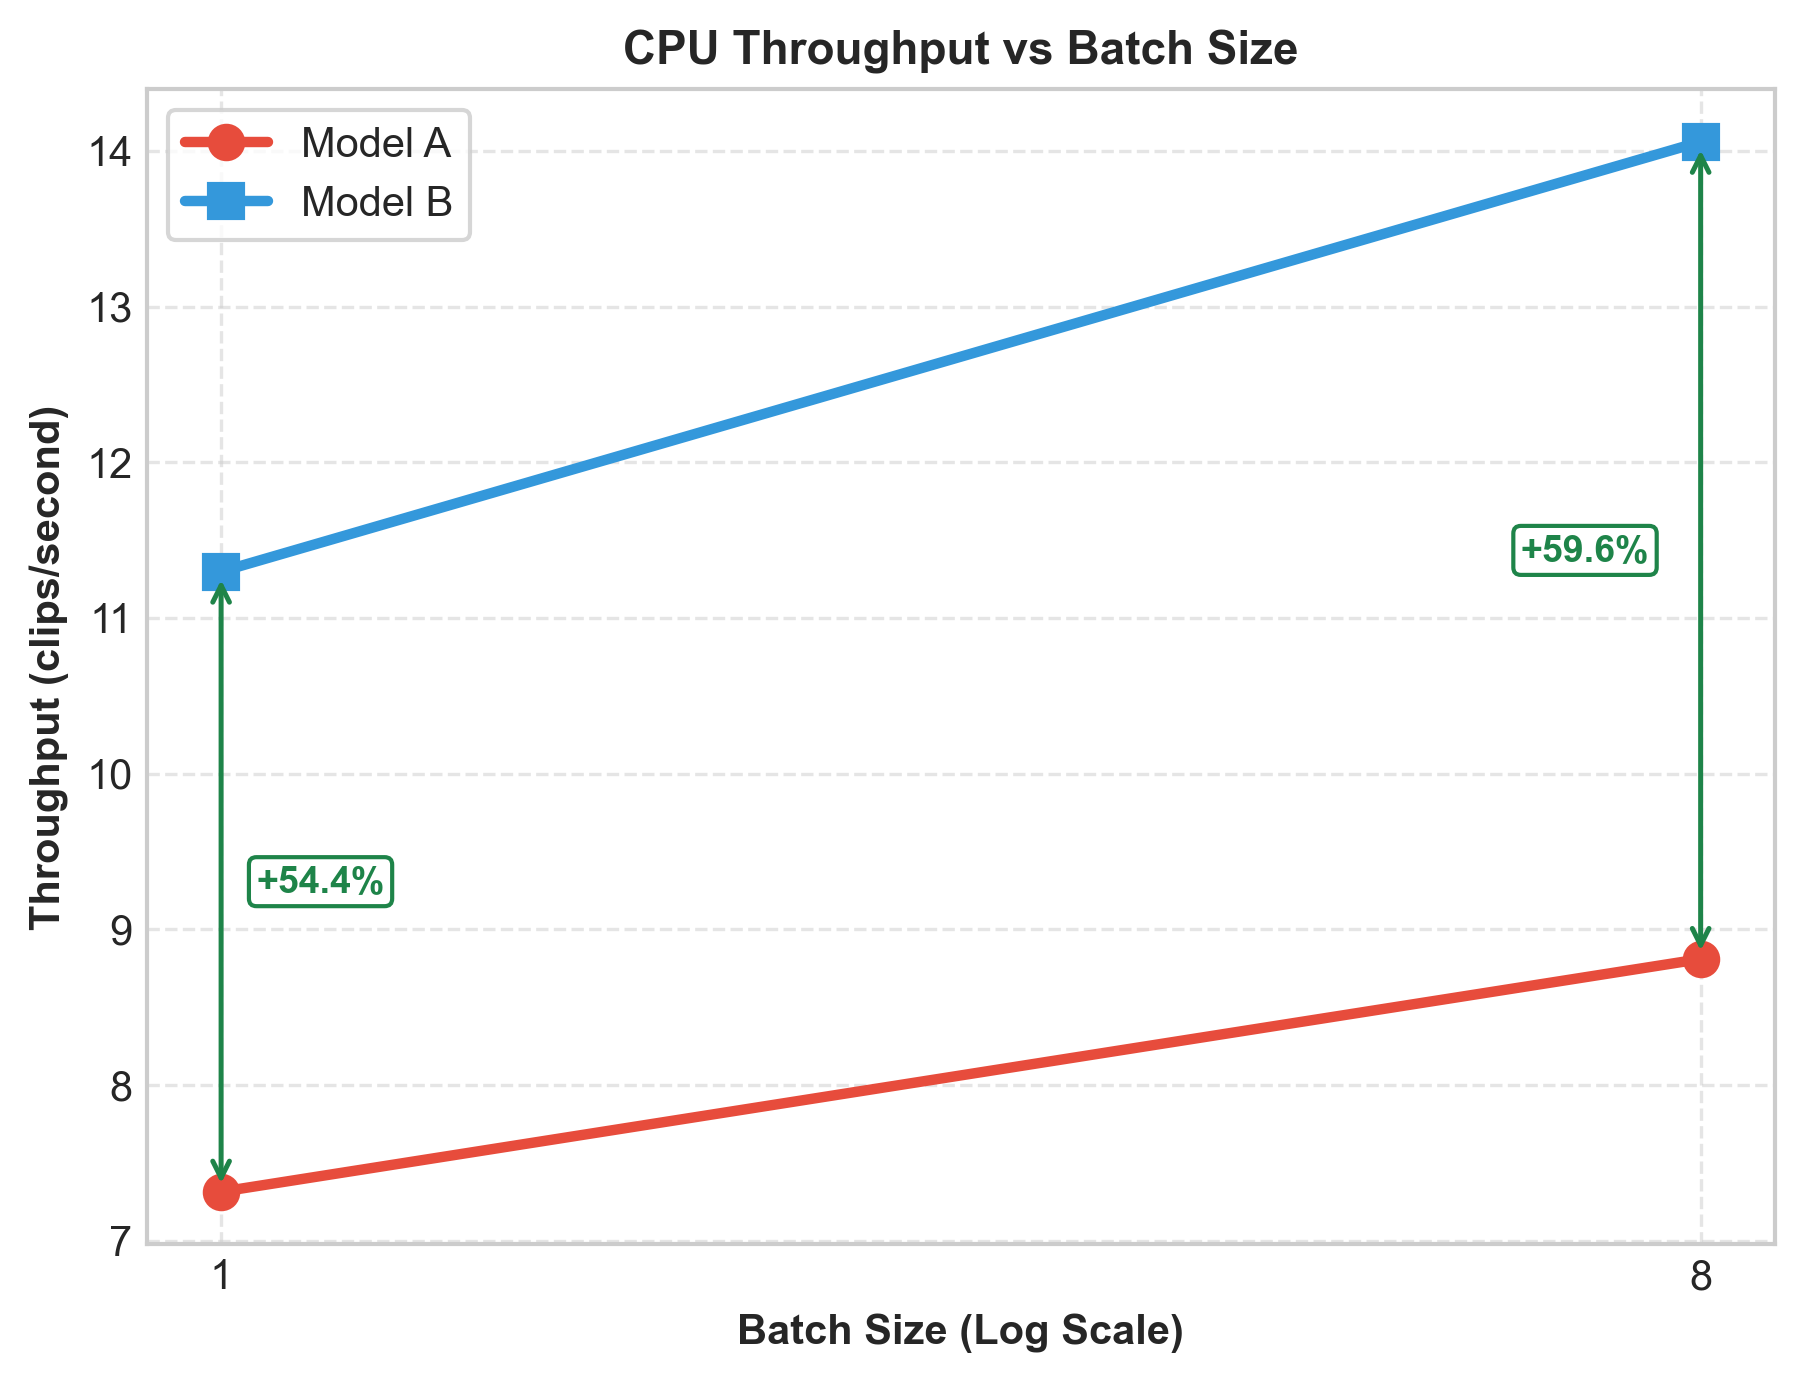 CPU Throughput vs Batch Size
Model A
Model B
14
13
12
11
10
9
8
7
Throughput (clips/second)
+59.6%
+54.4%
1
8
Batch Size (Log Scale)